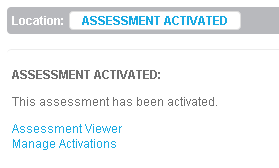 Location: ASSESSMENT ACTIVATED
ASSESSMENT ACTIVATED:
This assessment has been activated.
Assessment Viewer
Manage Activations